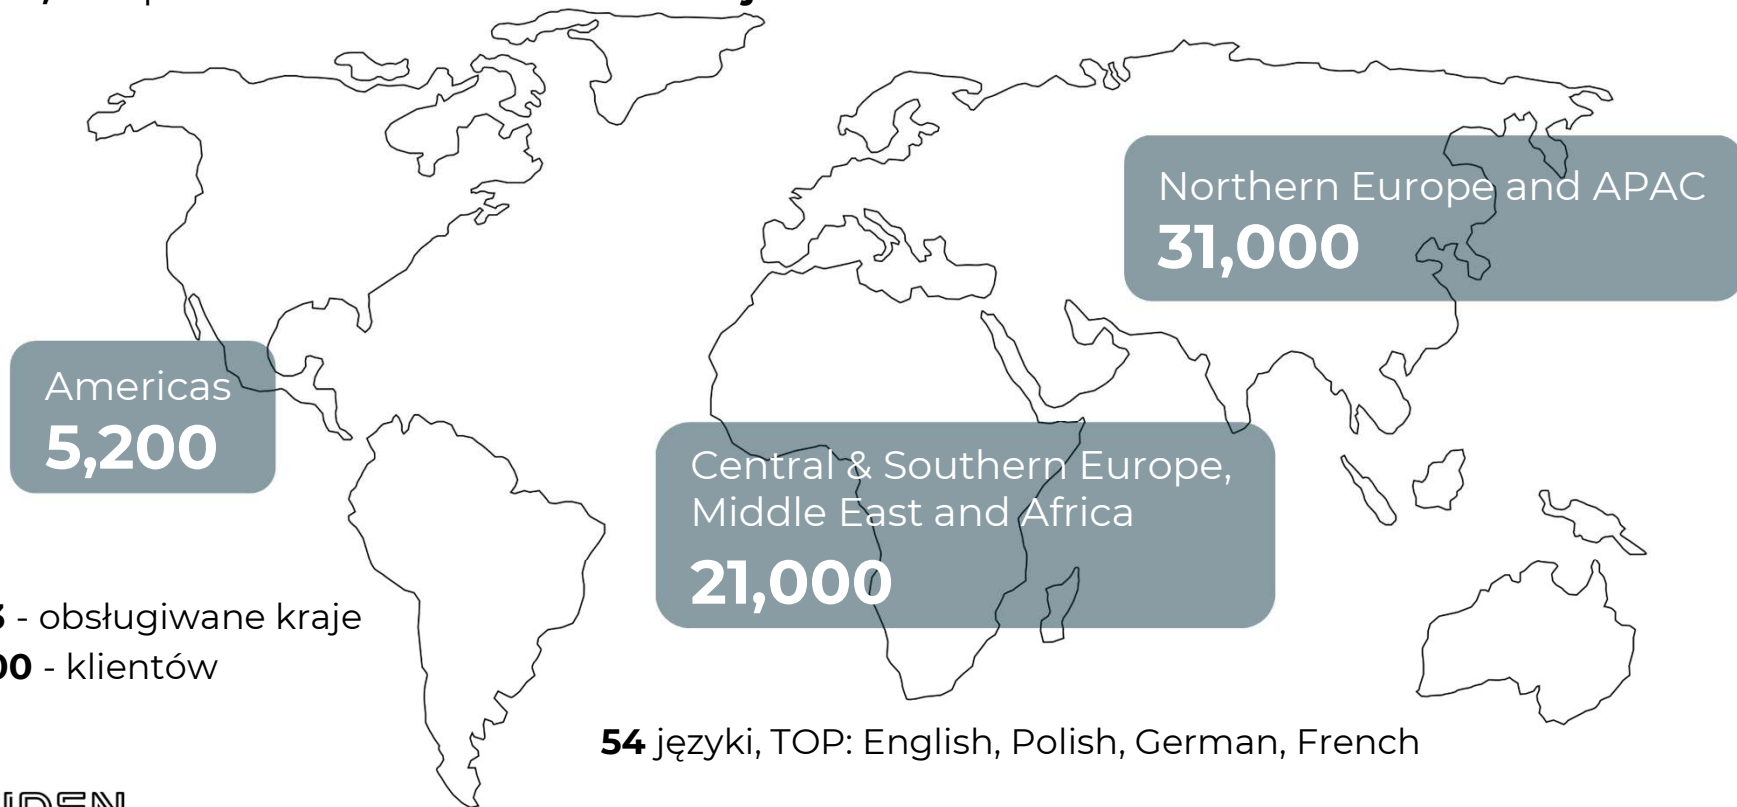 Northern Europe and APAC
31,000
Americas
5,200
Central & Southern Europe,
Middle East and Africa
21,000
- obsługiwane kraje
- klientów
54 języki, TOP: English, Polish, German, French